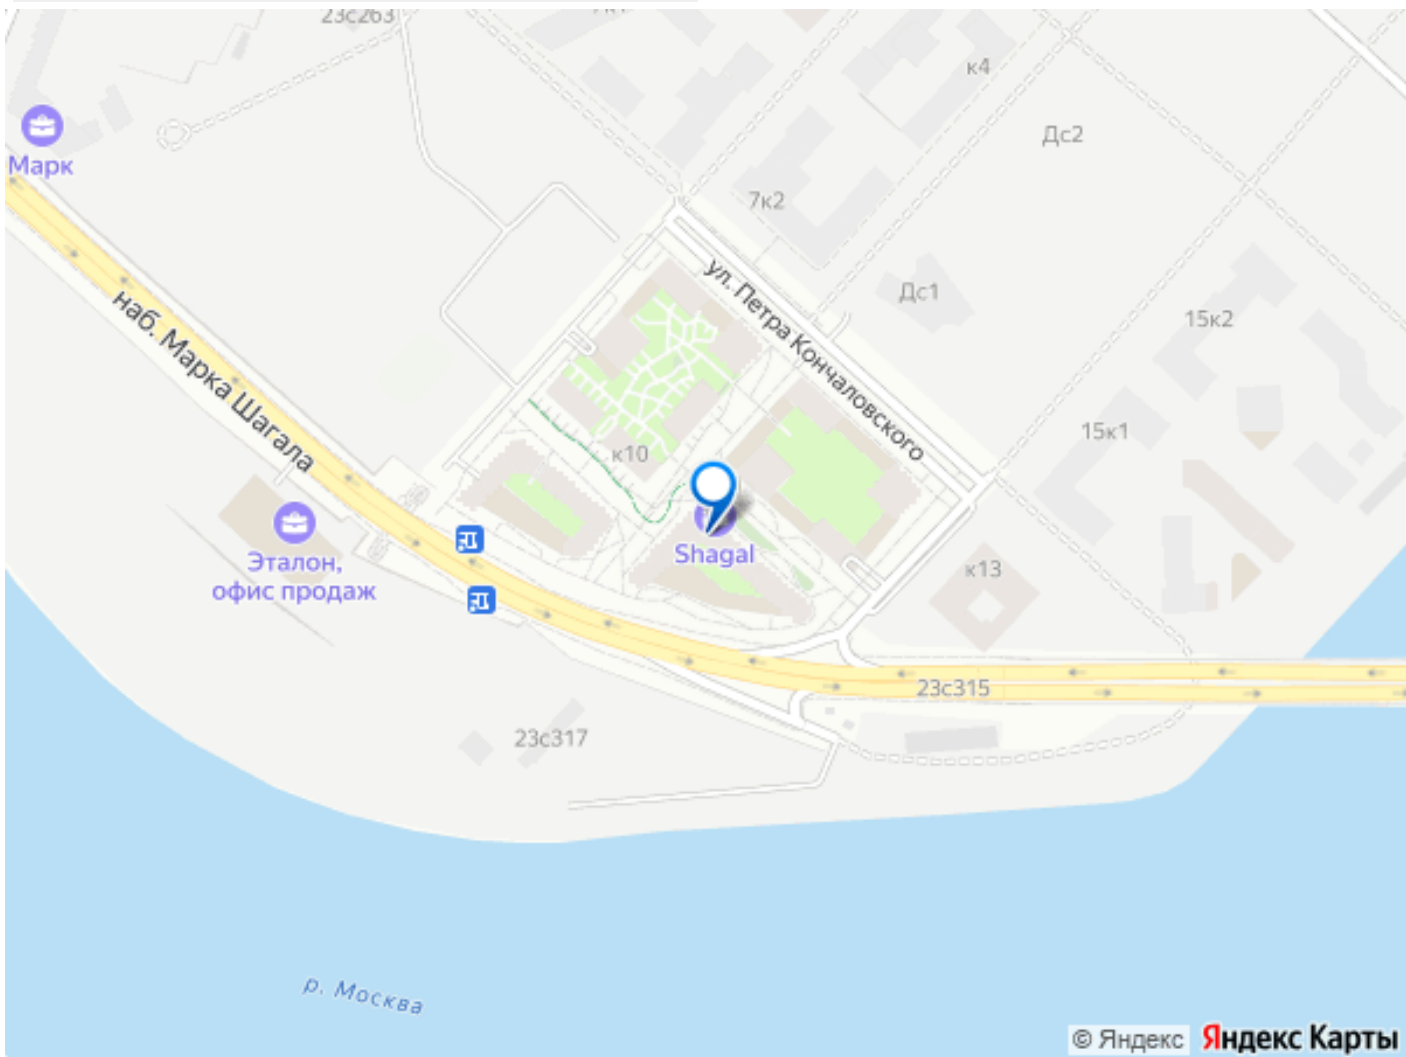 23с263
к4
Марк
Дс2
7к2
ул. Петра Кончаловского
Дс1
наб. Марка Шагала
15к2
15к1
к10
Эталон,
офис продаж
Shagal
к13
23с315
23с317
р. Москва
© Яндекс Яндекс Карты